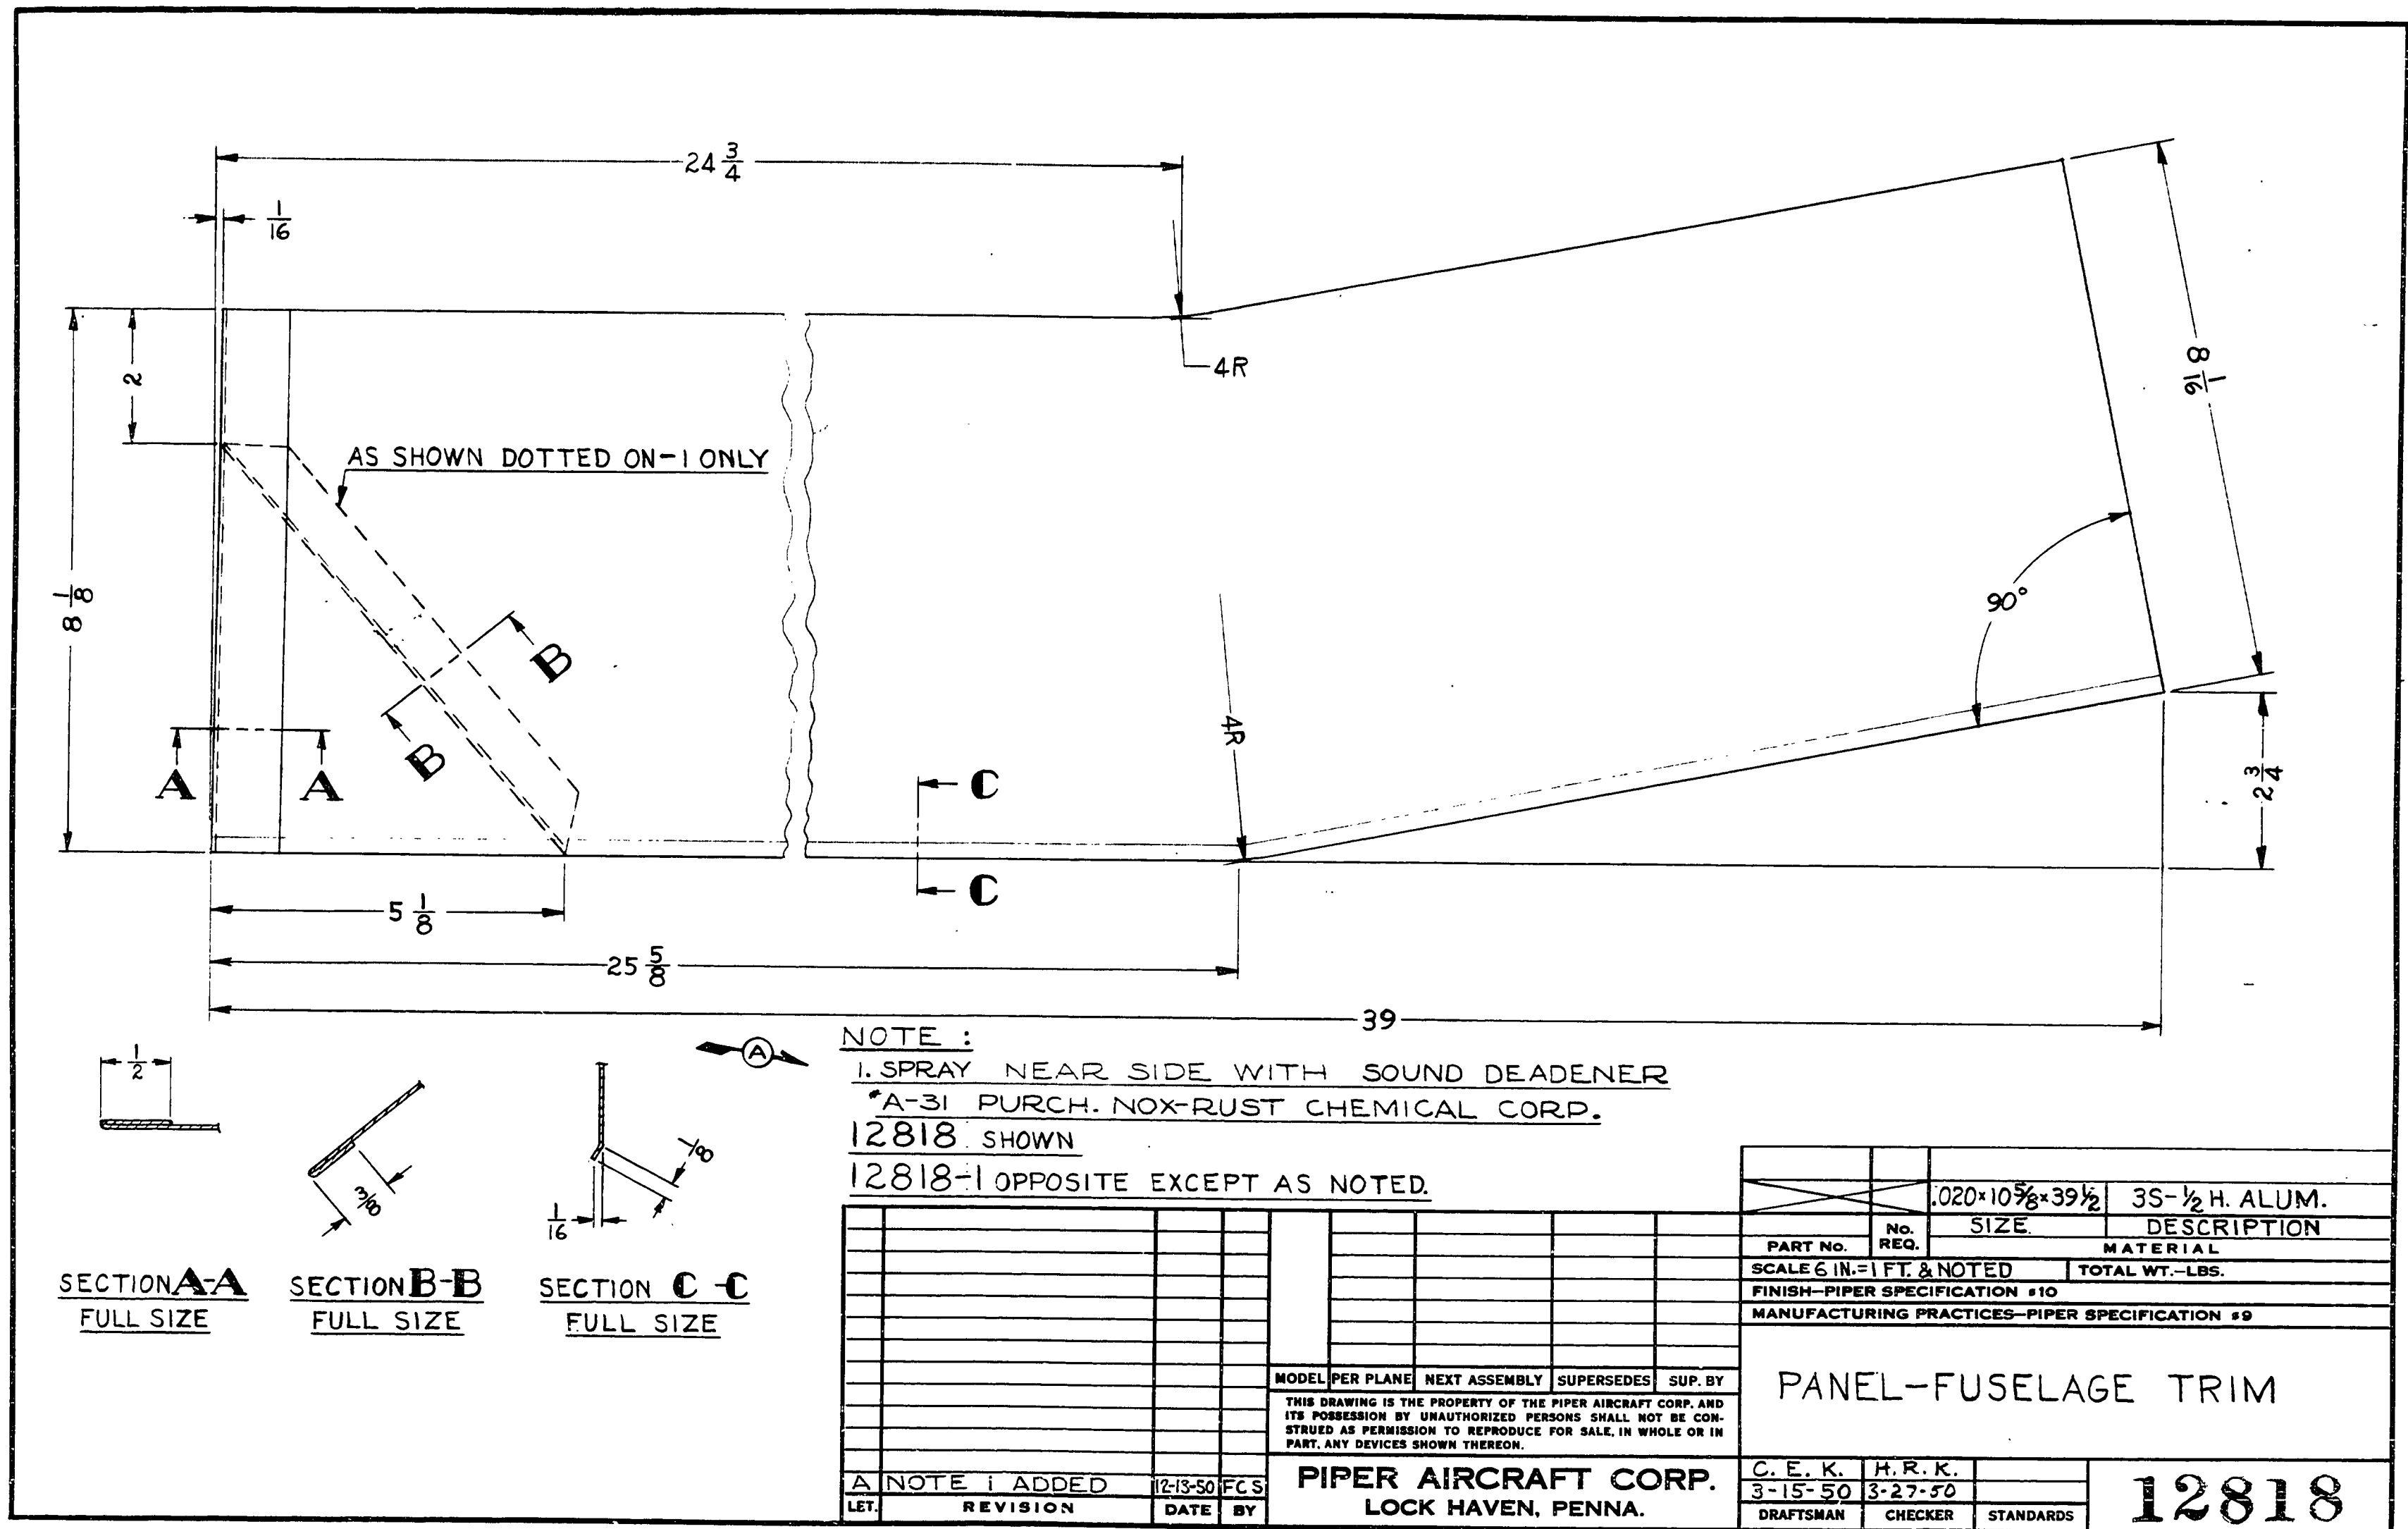 24 3/4
1/16
2
4R
8 1/16
AS SHOWN DOTTED ON-1 ONLY
8 1/8
90°
B
B
4R
A
A
C
C
2 3/4
5 1/8
25 5/8
39
1/2
3/8
1/8
1/16
A
SECTION A-A
FULL SIZE
SECTION B-B
FULL SIZE
SECTION C-C
FULL SIZE
NOTE :
1. SPRAY NEAR SIDE WITH SOUND DEADENER
#A-31 PURCH. NOX-RUST CHEMICAL CORP.
12818 SHOWN
12818-1 OPPOSITE EXCEPT AS NOTED.
.020×10 5/8×39 1/2 3S-1/2 H. ALUM.
PART No. No. REQ. SIZE DESCRIPTION
MATERIAL
SCALE 6 IN.=1 FT. & NOTED TOTAL WT.-LBS.
FINISH-PIPER SPECIFICATION #10
MANUFACTURING PRACTICES-PIPER SPECIFICATION #9
MODEL PER PLANE NEXT ASSEMBLY SUPERSEDES SUP. BY
THIS DRAWING IS THE PROPERTY OF THE PIPER AIRCRAFT CORP. AND
ITS POSSESSION BY UNAUTHORIZED PERSONS SHALL NOT BE CON-
STRUED AS PERMISSION TO REPRODUCE FOR SALE, IN WHOLE OR IN
PART, ANY DEVICES SHOWN THEREON.
PANEL-FUSELAGE TRIM
A NOTE 1 ADDED 12-13-50 FCS
LET. REVISION DATE BY
PIPER AIRCRAFT CORP.
LOCK HAVEN, PENNA.
C. E. K. H. R. K.
3-15-50 3-27-50
DRAFTSMAN CHECKER STANDARDS
12818